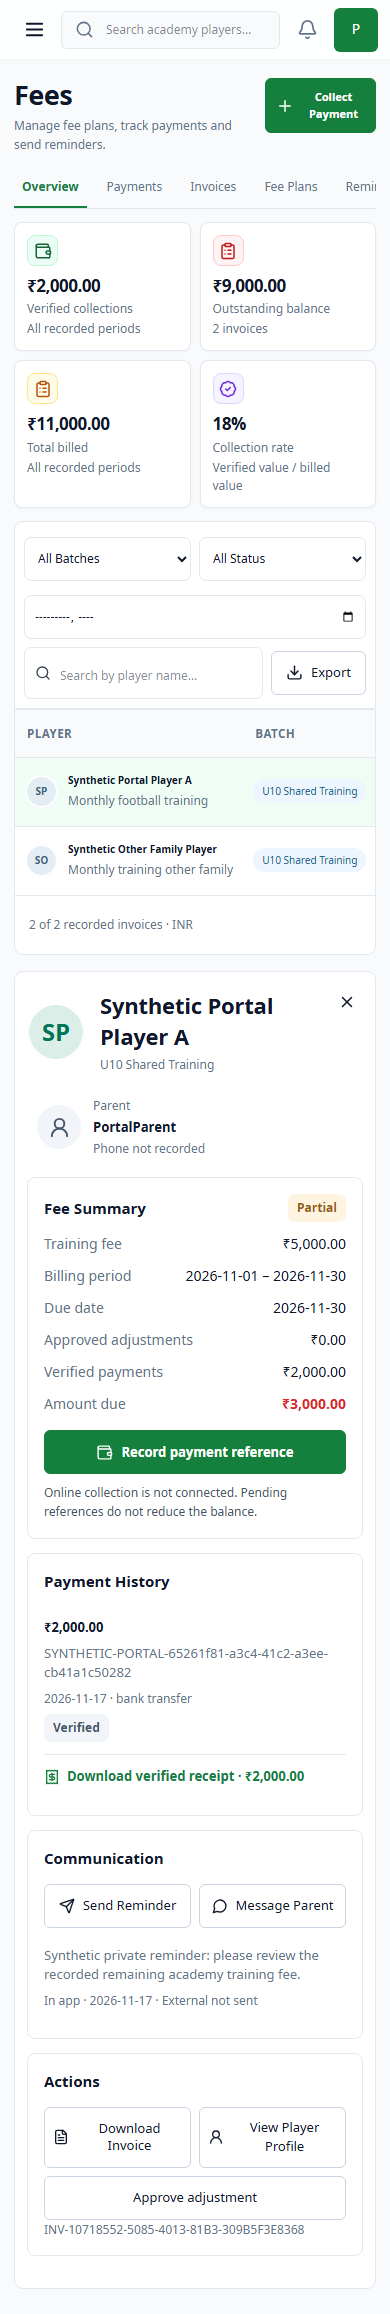 Search academy players...
P
Fees
Collect
Payment
Manage fee plans, track payments and
send reminders.
Overview Payments Invoices Fee Plans Remin
₹2,000.00
Verified collections
All recorded periods
₹9,000.00
Outstanding balance
2 invoices
₹11,000.00
Total billed
All recorded periods
18%
Collection rate
Verified value / billed
value
All Batches
All Status
---------, ----
Search by player name...
Export
PLAYER BATCH
SP
Synthetic Portal Player A
Monthly football training
U10 Shared Training
SO
Synthetic Other Family Player
Monthly training other family
U10 Shared Training
2 of 2 recorded invoices · INR
SP
Synthetic Portal
Player A
U10 Shared Training
Parent
PortalParent
Phone not recorded
Fee Summary Partial
Training fee ₹5,000.00
Billing period 2026-11-01 – 2026-11-30
Due date 2026-11-30
Approved adjustments ₹0.00
Verified payments ₹2,000.00
Amount due ₹3,000.00
Record payment reference
Online collection is not connected. Pending
references do not reduce the balance.
Payment History
₹2,000.00
SYNTHETIC-PORTAL-65261f81-a3c4-41c2-a3ee-
cb41a1c50282
2026-11-17 · bank transfer
Verified
Download verified receipt · ₹2,000.00
Communication
Send Reminder
Message Parent
Synthetic private reminder: please review the
recorded remaining academy training fee.
In app · 2026-11-17 · External not sent
Actions
Download
Invoice
View Player
Profile
Approve adjustment
INV-10718552-5085-4013-81B3-309B5F3E8368